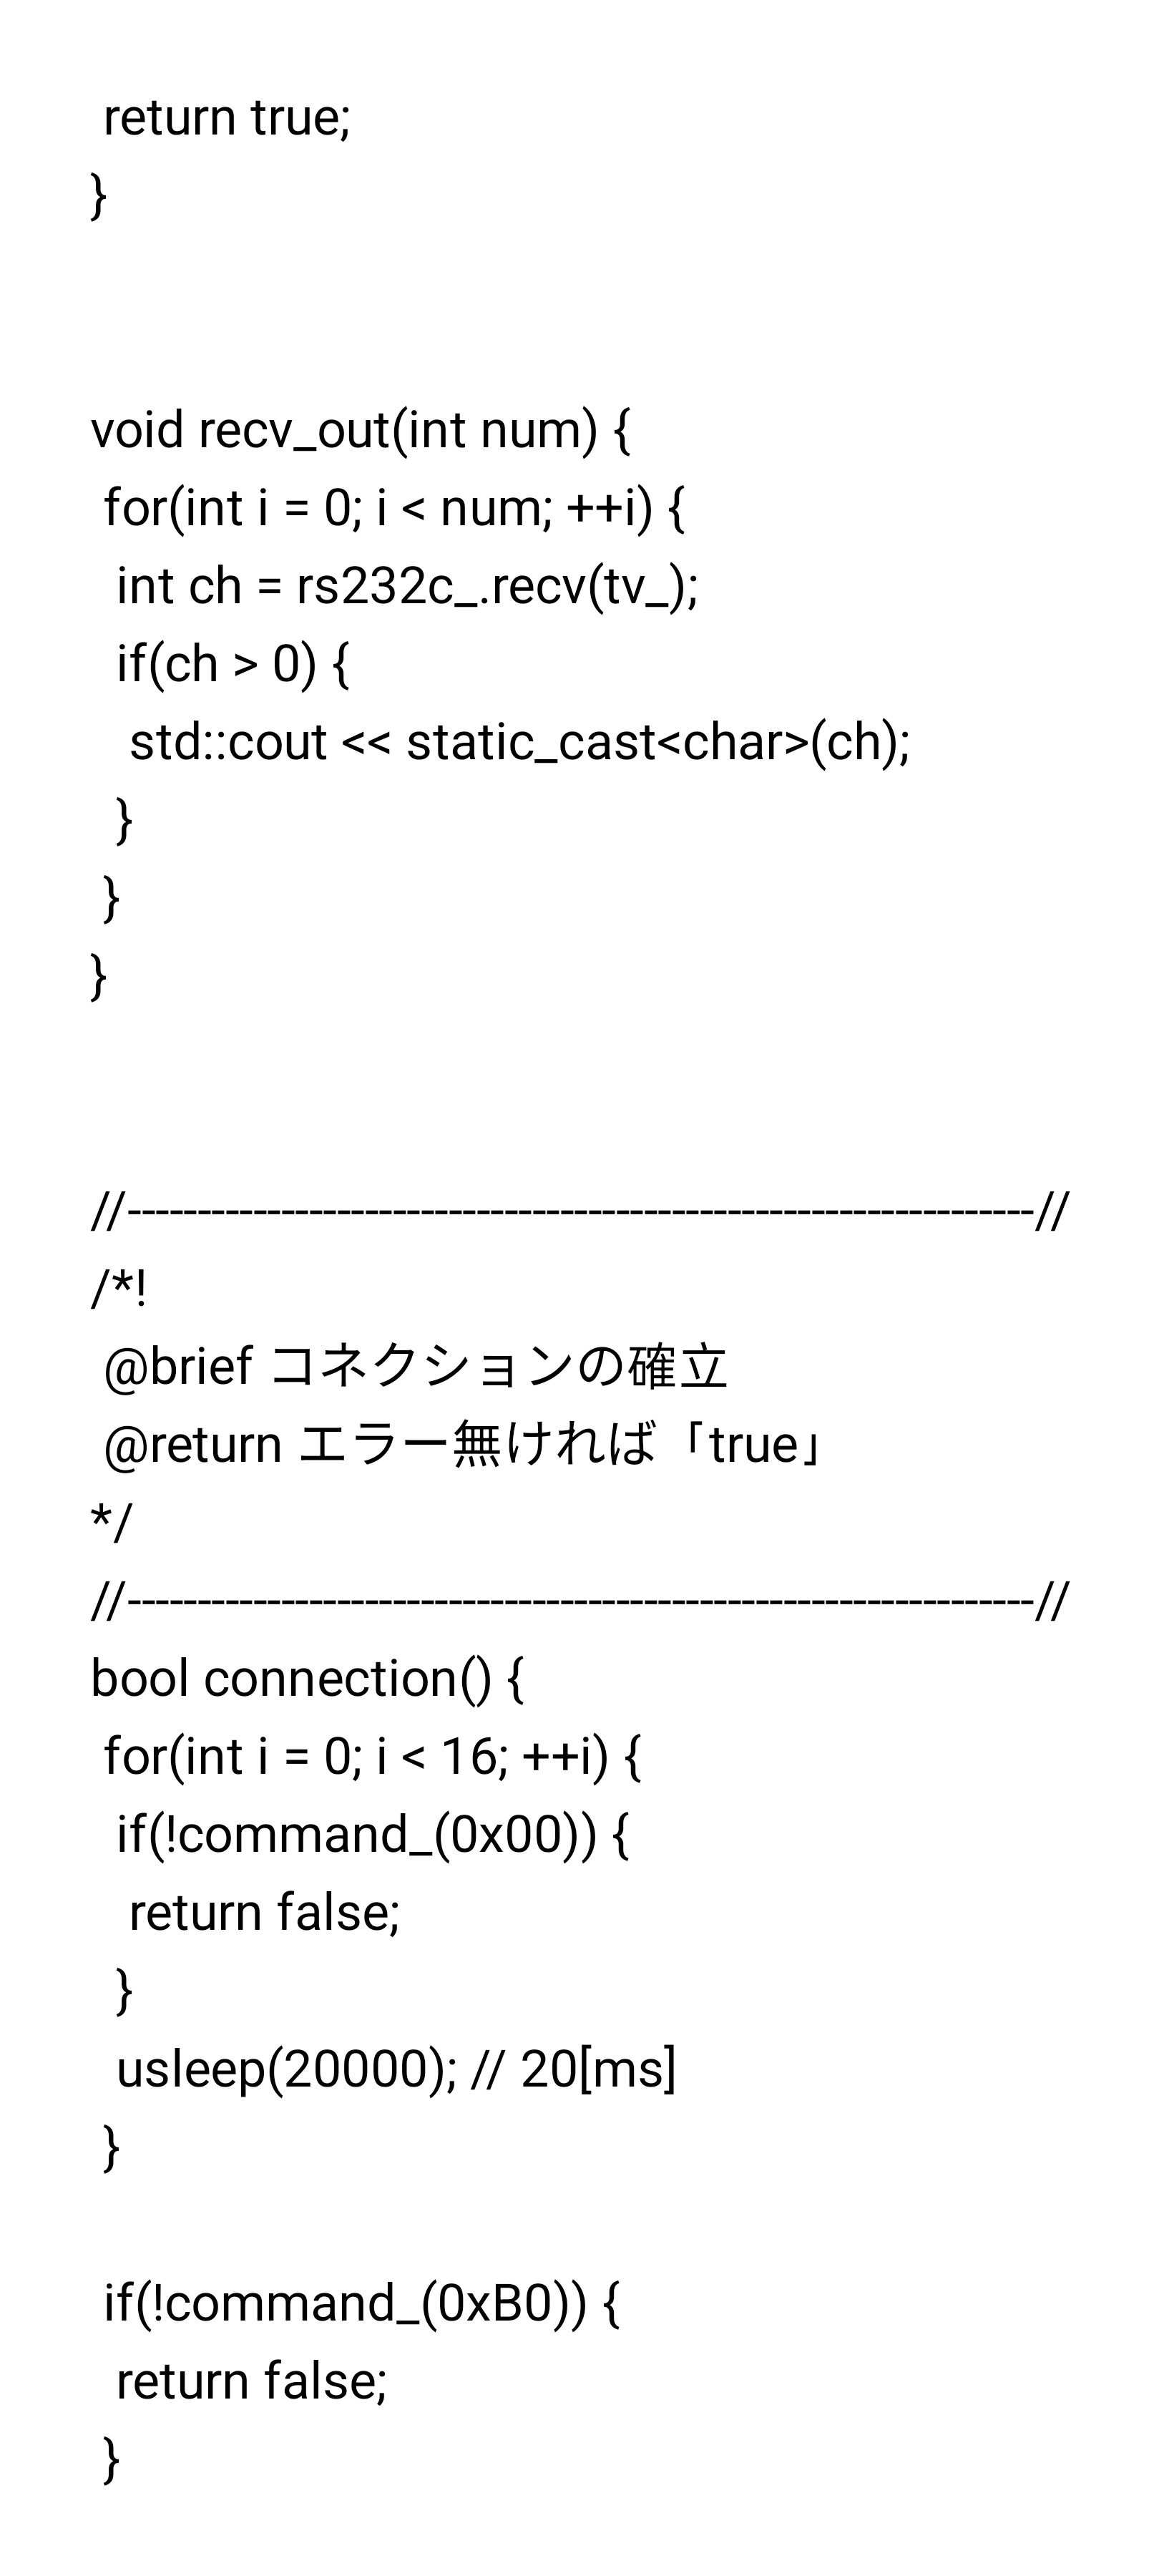 return true;
}
void recv_out(int num) {
for(int i = 0; i < num; ++i) {
int ch = rs232c_.recv(tv_);
if(ch > 0) {
std::cout << static_cast<char>(ch);
}
}
}
//-----------------------------------------------------------------//
/*!
@brief コネクションの確立
@return エラー無ければ「true」
*/
//-----------------------------------------------------------------//
bool connection() {
for(int i = 0; i < 16; ++i) {
if(!command_(0x00)) {
return false;
}
usleep(20000); // 20[ms]
}
if(!command_(0xB0)) {
return false;
}